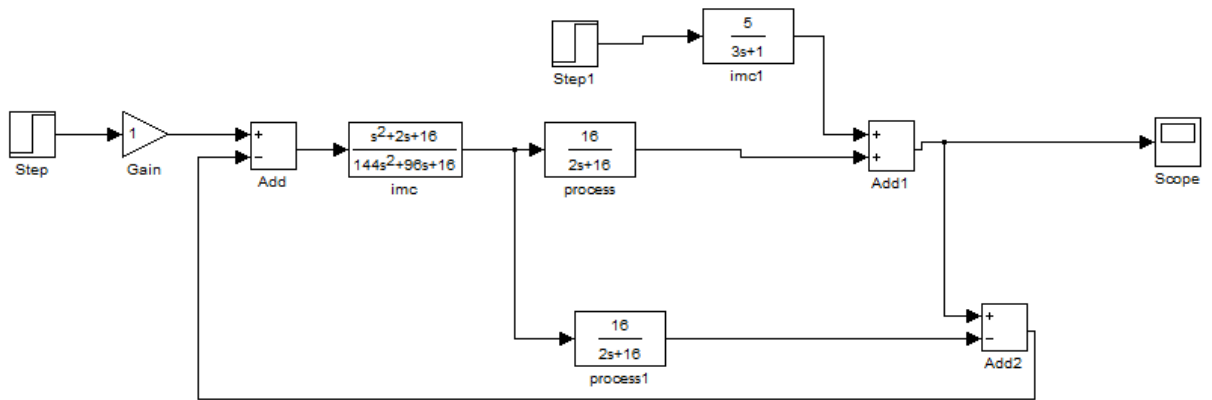 5
3s+1
Step1
imc1
1
+
−
s²+2s+16
144s²+96s+16
16
2s+16
+
+
Step
Gain
Add
imc
process
Add1
Scope
16
2s+16
+
−
process1
Add2